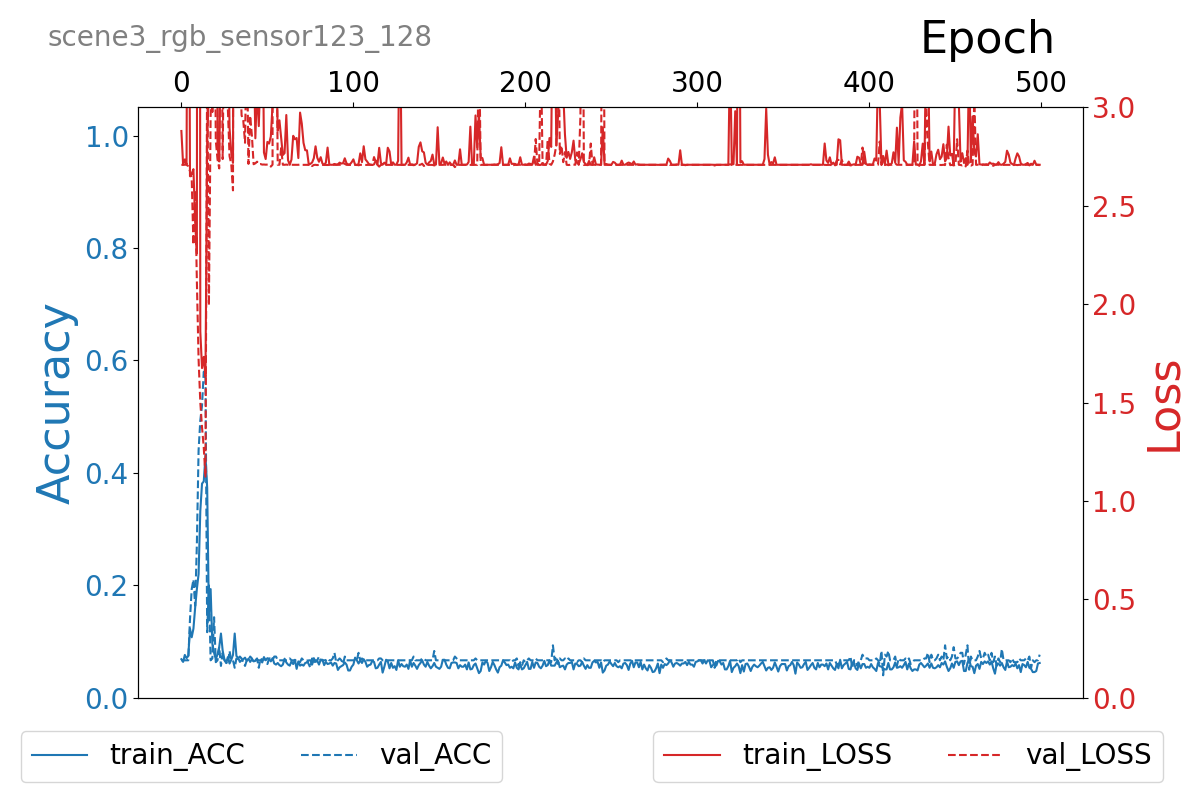 scene3_rgb_sensor123_128
Epoch
0 100 200 300 400 500
1.0 0.8 0.6 0.4 0.2 0.0
Accuracy
3.0 2.5 2.0 1.5 1.0 0.5 0.0
Loss
train_ACC val_ACC train_LOSS val_LOSS